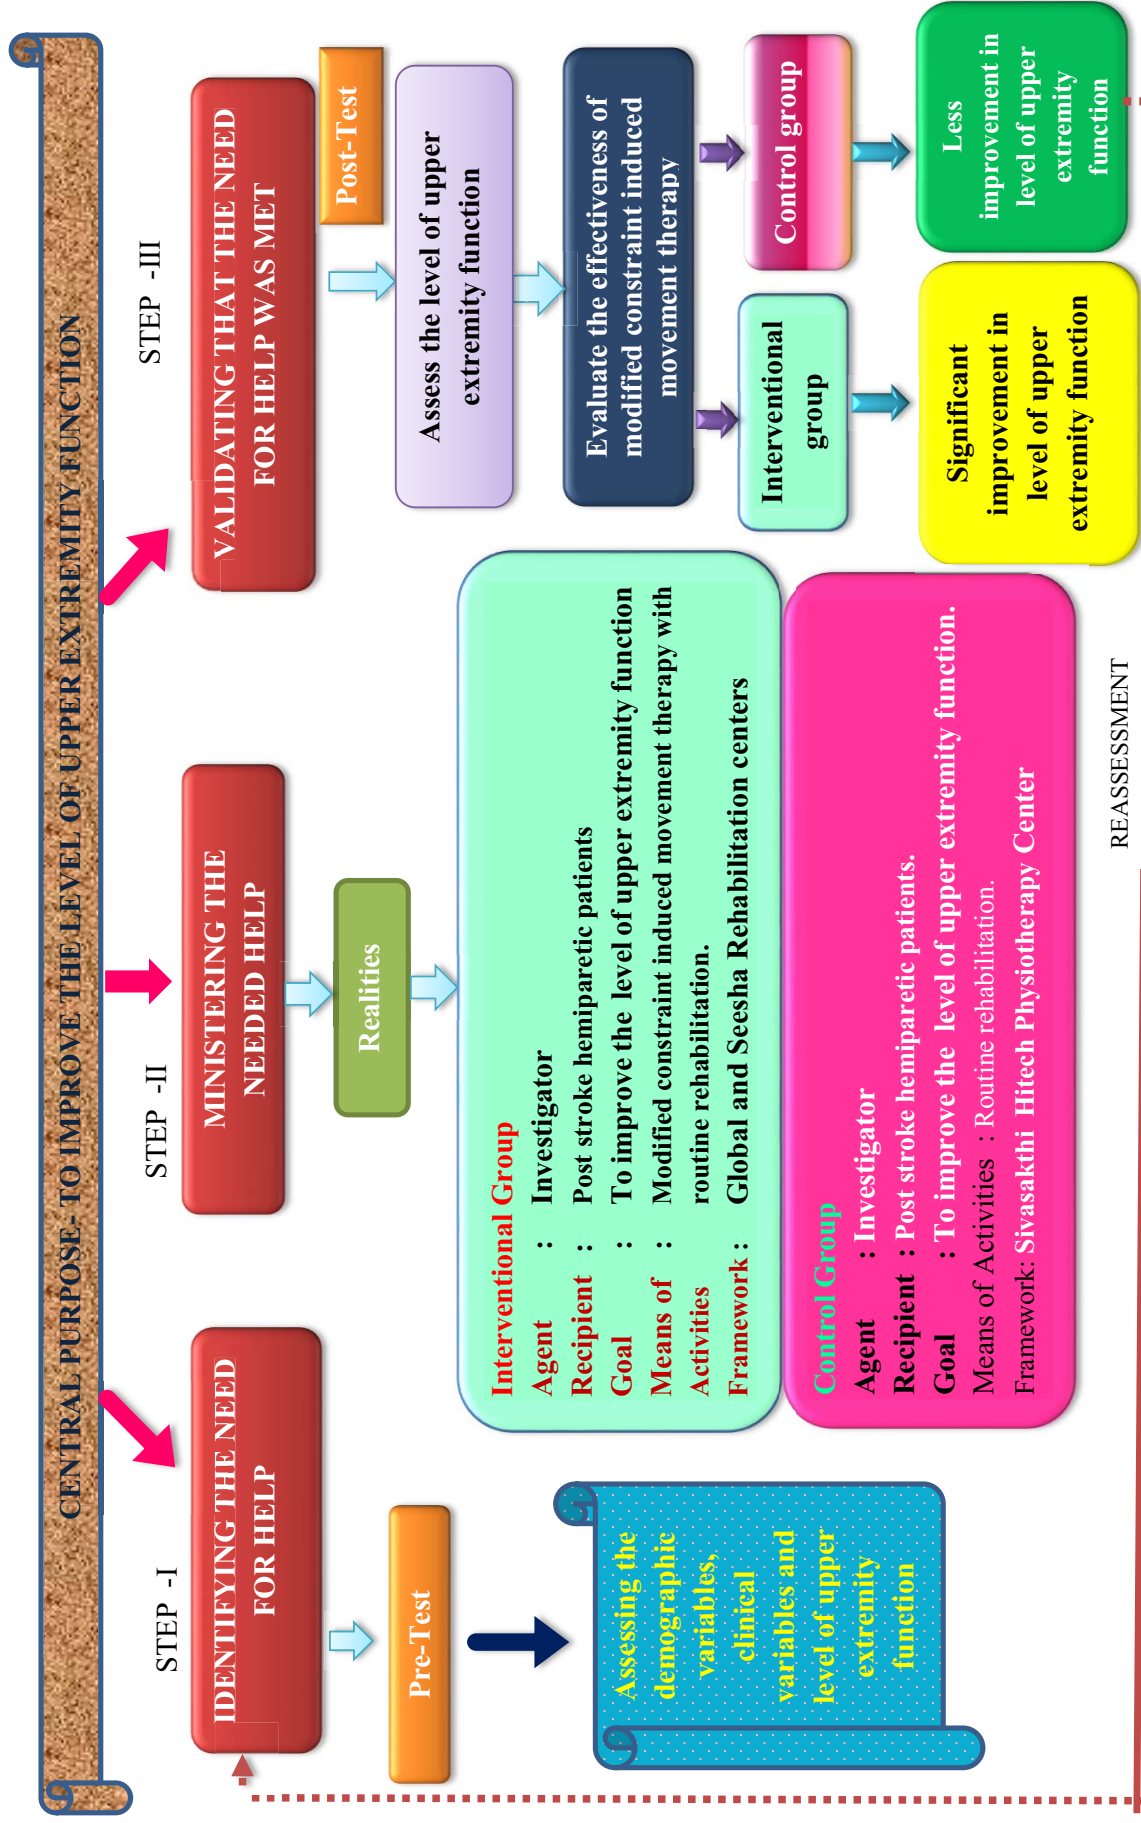 CENTRAL PURPOSE- TO IMPROVE THE LEVEL OF UPPER EXTREMITY FUNCTION
STEP -I
IDENTIFYING THE NEED
FOR HELP
Pre-Test
Assessing the
demographic
variables,
clinical
variables and
level of upper
extremity
function
STEP -II
MINISTERING THE
NEEDED HELP
Realities
Interventional Group
Agent : Investigator
Recipient : Post stroke hemiparetic patients
Goal : To improve the level of upper extremity function
Means of : Modified constraint induced movement therapy with
Activities routine rehabilitation.
Framework : Global and Seesha Rehabilitation centers
Control Group
Agent : Investigator
Recipient : Post stroke hemiparetic patients.
Goal : To improve the level of upper extremity function.
Means of Activities : Routine rehabilitation.
Framework: Sivasakthi Hitech Physiotherapy Center
STEP -III
VALIDATING THAT THE NEED
FOR HELP WAS MET
Post-Test
Assess the level of upper
extremity function
Evaluate the effectiveness of
modified constraint induced
movement therapy
Interventional
group
Control group
Significant
improvement in
level of upper
extremity function
Less
improvement in
level of upper
extremity
function
REASSESSMENT